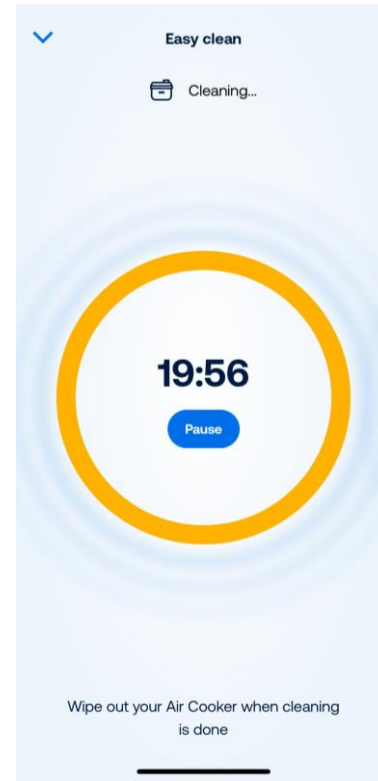 Easy clean
Cleaning...
19:56
Pause
Wipe out your Air Cooker when cleaning
is done